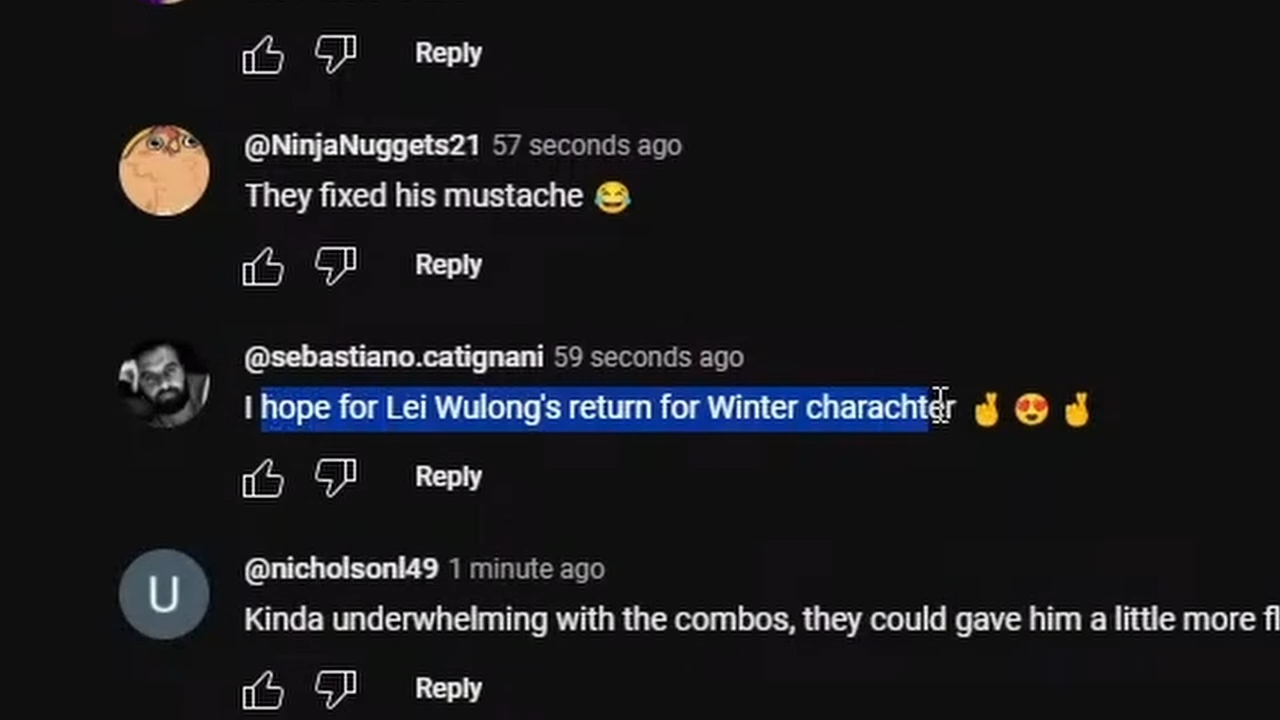 Reply
@NinjaNuggets21 57 seconds ago
They fixed his mustache 😂
Reply
@sebastiano.catignani 59 seconds ago
I hope for Lei Wulong's return for Winter charachter ✌️😍✌️
Reply
U
@nicholsonl49 1 minute ago
Kinda underwhelming with the combos, they could gave him a little more
Reply